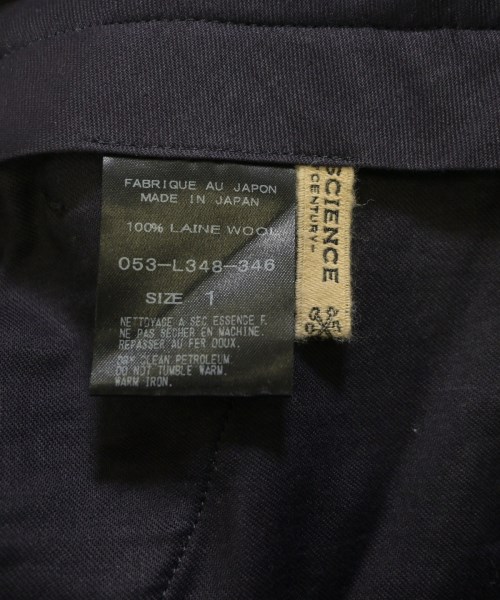 FABRIQUE AU JAPON
MADE IN JAPAN
100% LAINE WOOL
053-L348-346
SIZE 1
NETTOYAGE A SEC ESSENCE F.
NE PAS SECHER EN MACHINE.
REPASSER AU FER DOUX.
DRY CLEAN PETROLEUM
DO NOT TUMBLE WARM.
WARM IRON.
SCIENCE
CENTURY-